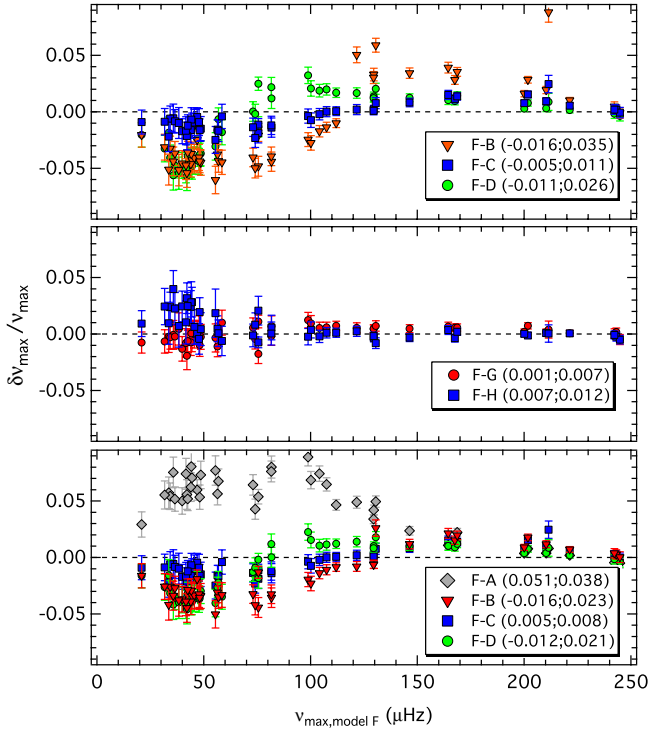 0.05
0.00
-0.05
F-B (-0.016;0.035)
F-C (-0.005;0.011)
F-D (-0.011;0.026)
0.05
0.00
-0.05
F-G (0.001;0.007)
F-H (0.007;0.012)
δν_max / ν_max
0.05
0.00
-0.05
F-A (0.051;0.038)
F-B (-0.016;0.023)
F-C (0.005;0.008)
F-D (-0.012;0.021)
0 50 100 150 200 250
ν_max,model F (μHz)